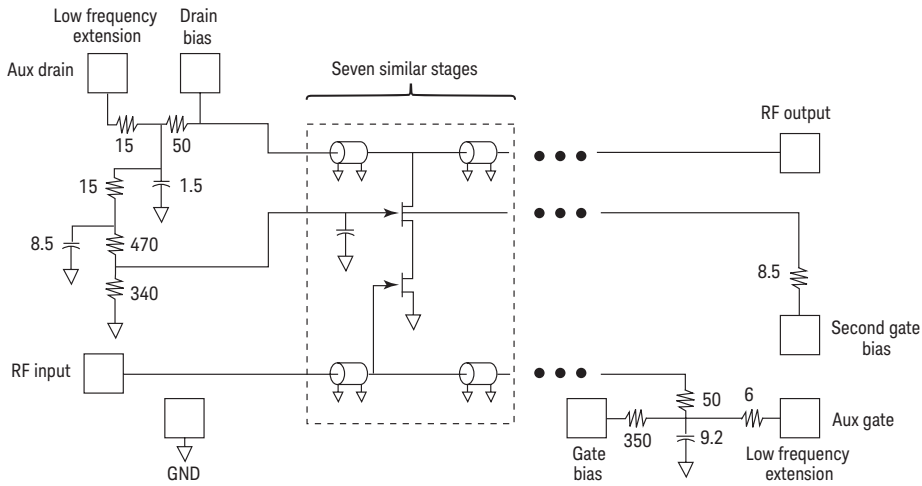 Low frequency
extension
Drain
bias
Aux drain
Seven similar stages
RF output
15
50
15
1.5
8.5
470
340
8.5
Second gate
bias
RF input
GND
50
6
350
9.2
Aux gate
Gate
bias
Low frequency
extension